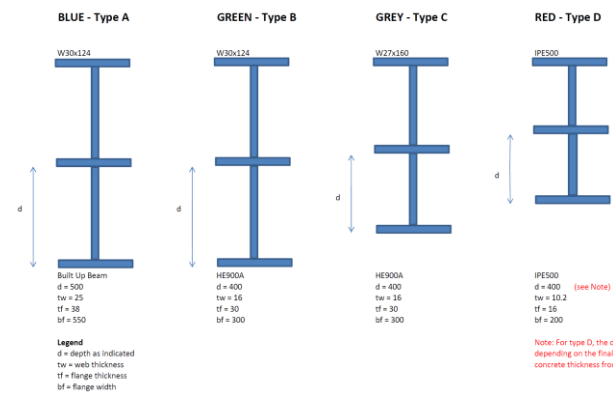 BLUE - Type A
GREEN - Type B
GREY - Type C
RED - Type D
W30x124
W30x124
W27x160
IPE500
d
d
d
d
Built Up Beam
d = 500
tw = 25
tf = 38
bf = 550
HE900A
d = 400
tw = 16
tf = 30
bf = 300
HE900A
d = 400
tw = 16
tf = 30
bf = 300
IPE500
d = 400 (see Note)
tw = 10.2
tf = 16
bf = 200
Legend
d = depth as indicated
tw = web thickness
tf = flange thickness
bf = flange width
Note: For type D, the d
depending on the final
concrete thickness fro